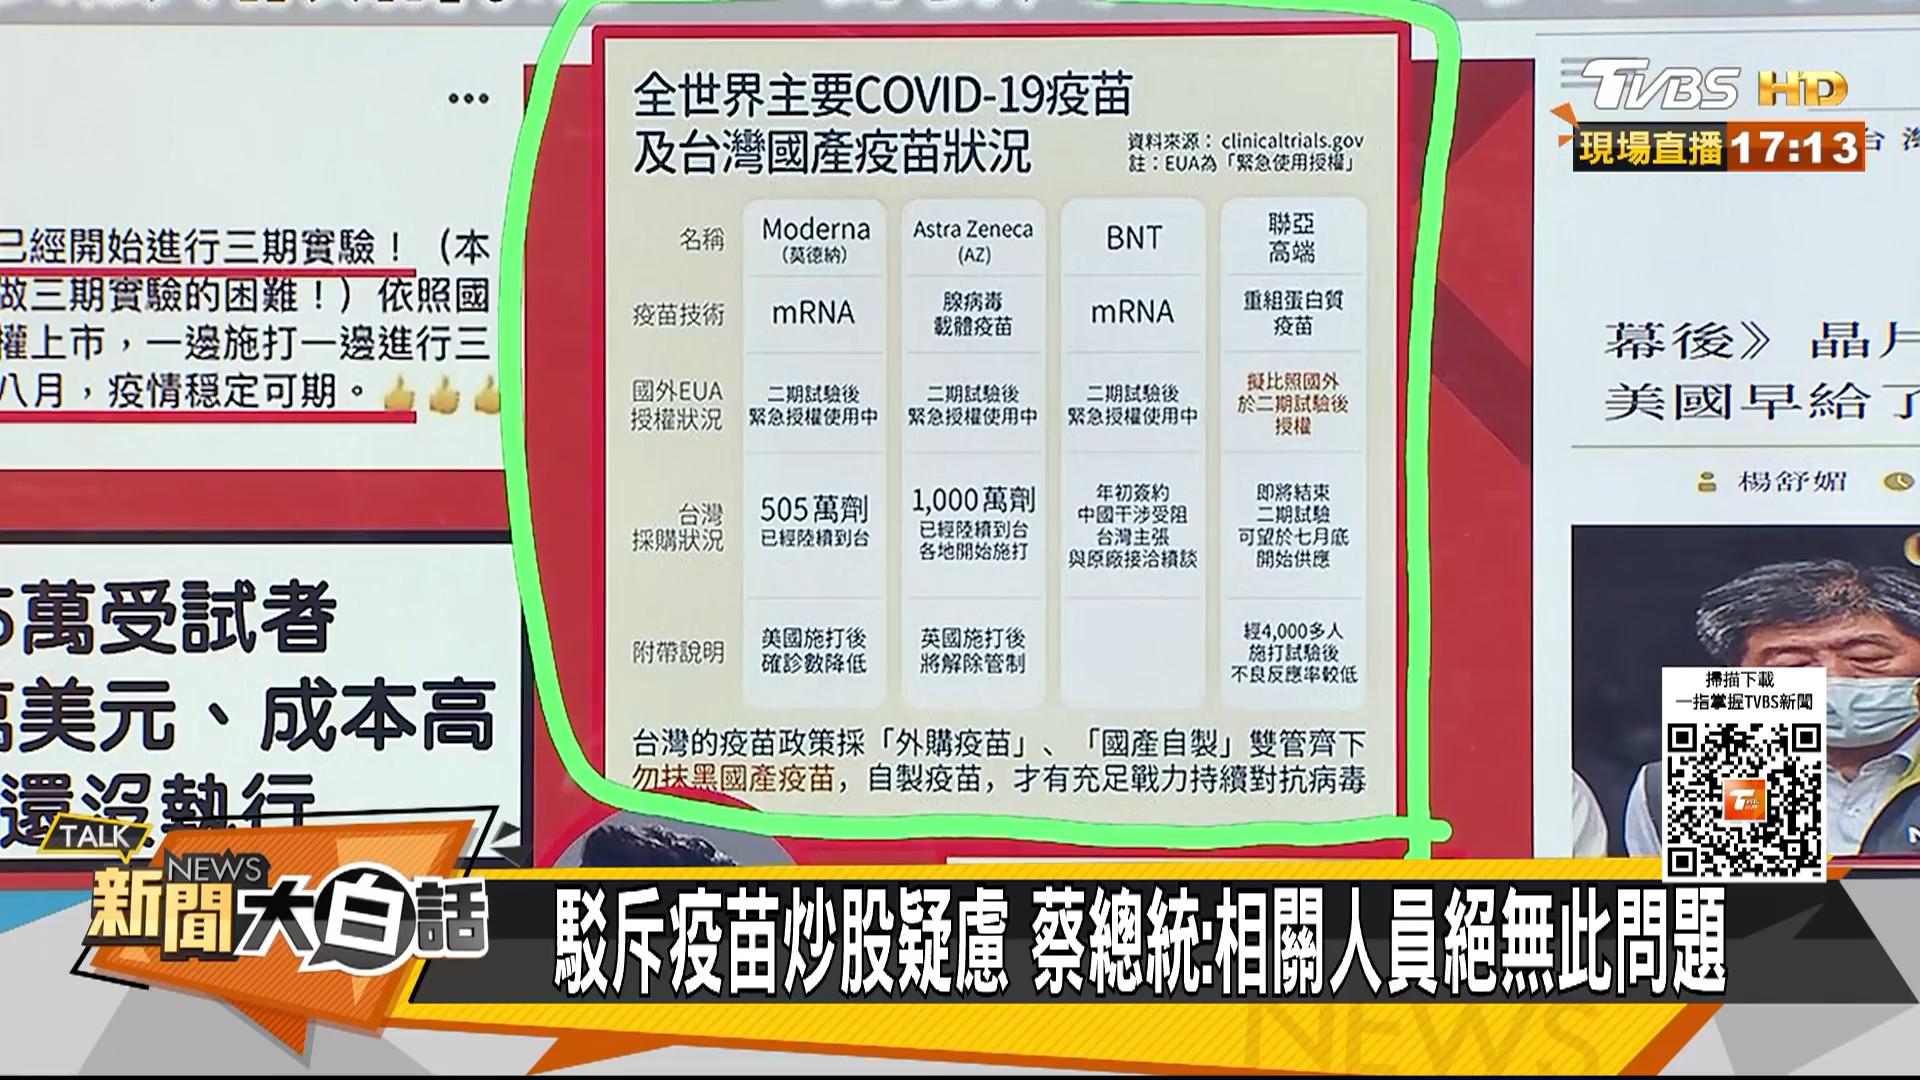 TVBS HD
現場直播 17:13
已經開始進行三期實驗！（本
做三期實驗的困難！）依照國
權上市，一邊施打一邊進行三
八月，疫情穩定可期。
5萬受試者
萬美元、成本高
還沒執行
全世界主要COVID-19疫苗
及台灣國產疫苗狀況
資料來源：clinicaltrials.gov
註：EUA為「緊急使用授權」
名稱
Moderna
（莫德納）
Astra Zeneca
(AZ)
BNT
聯亞
高端
疫苗技術
mRNA
腺病毒
載體疫苗
mRNA
重組蛋白質
疫苗
國外EUA
授權狀況
二期試驗後
緊急授權使用中
二期試驗後
緊急授權使用中
二期試驗後
緊急授權使用中
擬比照國外
於二期試驗後
授權
台灣
採購狀況
505萬劑
已經陸續到台
1,000萬劑
已經陸續到台
各地開始施打
年初簽約
中國干涉受阻
台灣主張
與原廠接洽續談
即將結束
二期試驗
可望於七月底
開始供應
附帶說明
美國施打後
確診數降低
英國施打後
將解除管制
經4,000多人
施打試驗後
不良反應率較低
台灣的疫苗政策採「外購疫苗」、「國產自製」雙管齊下
勿抹黑國產疫苗，自製疫苗，才有充足戰力持續對抗病毒
台灣
幕後》晶片
美國早給了
楊舒媚
掃描下載
一指掌握TVBS新聞
TALK
NEWS
新聞大白話
駁斥疫苗炒股疑慮 蔡總統:相關人員絕無此問題
NEWS